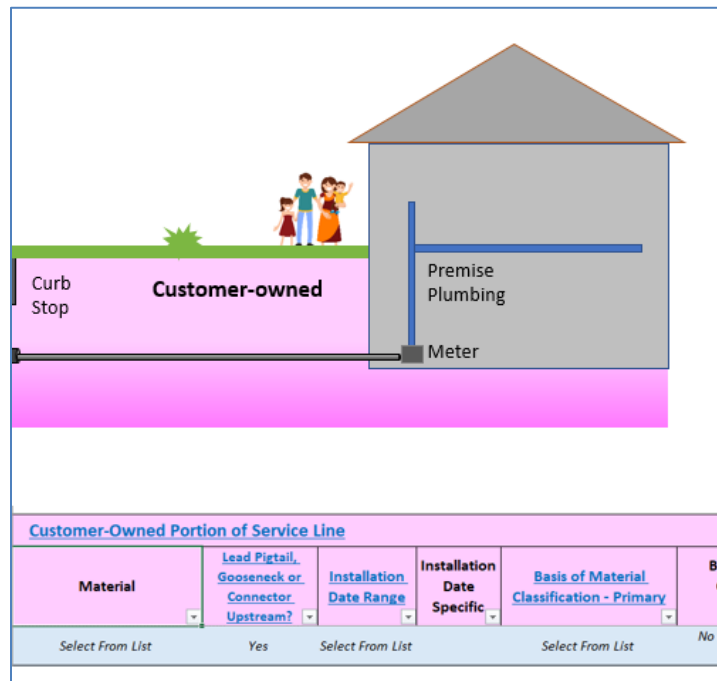 Curb
Stop
Customer-owned
Premise
Plumbing
Meter
Customer-Owned Portion of Service Line
Material
Lead Pigtail,
Gooseneck or
Connector
Upstream?
Installation
Date Range
Installation
Date
Specific
Basis of Material
Classification - Primary
B
Select From List
Yes
Select From List
Select From List
No